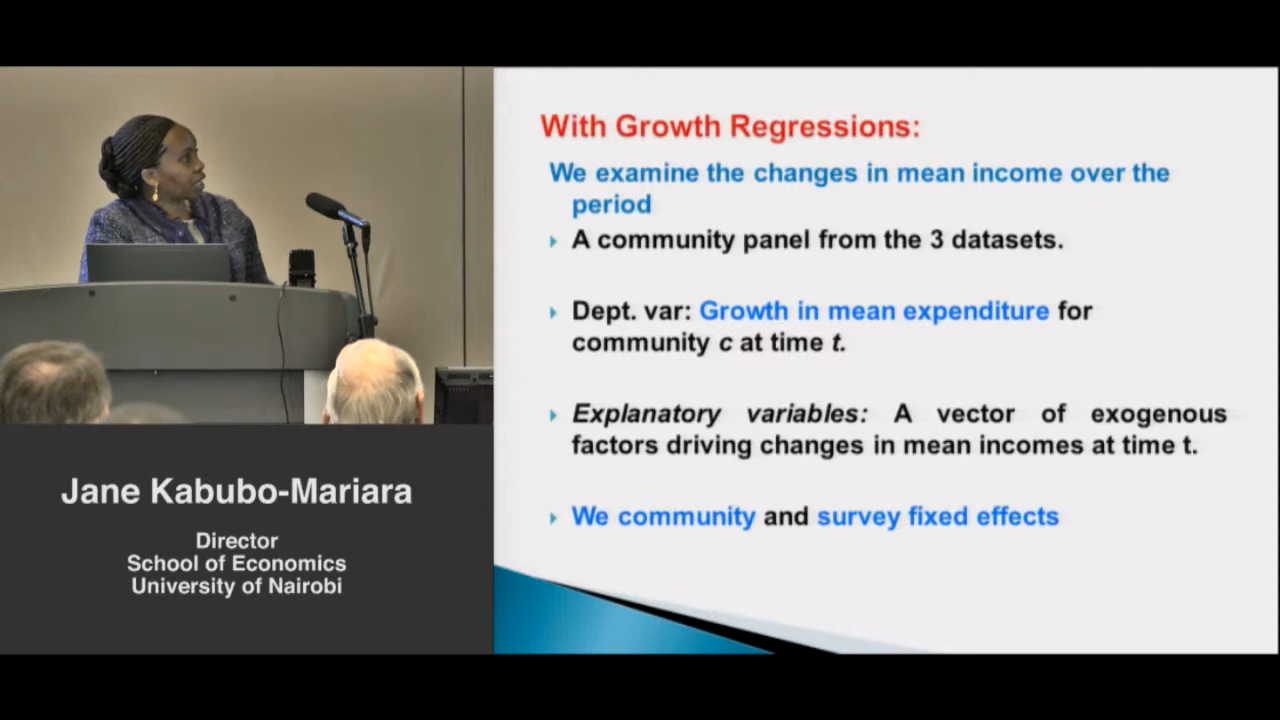 With Growth Regressions:
We examine the changes in mean income over the
period
A community panel from the 3 datasets.
Dept. var: Growth in mean expenditure for
community c at time t.
Explanatory variables: A vector of exogenous
factors driving changes in mean incomes at time t.
We community and survey fixed effects
Jane Kabubo-Mariara
Director
School of Economics
University of Nairobi